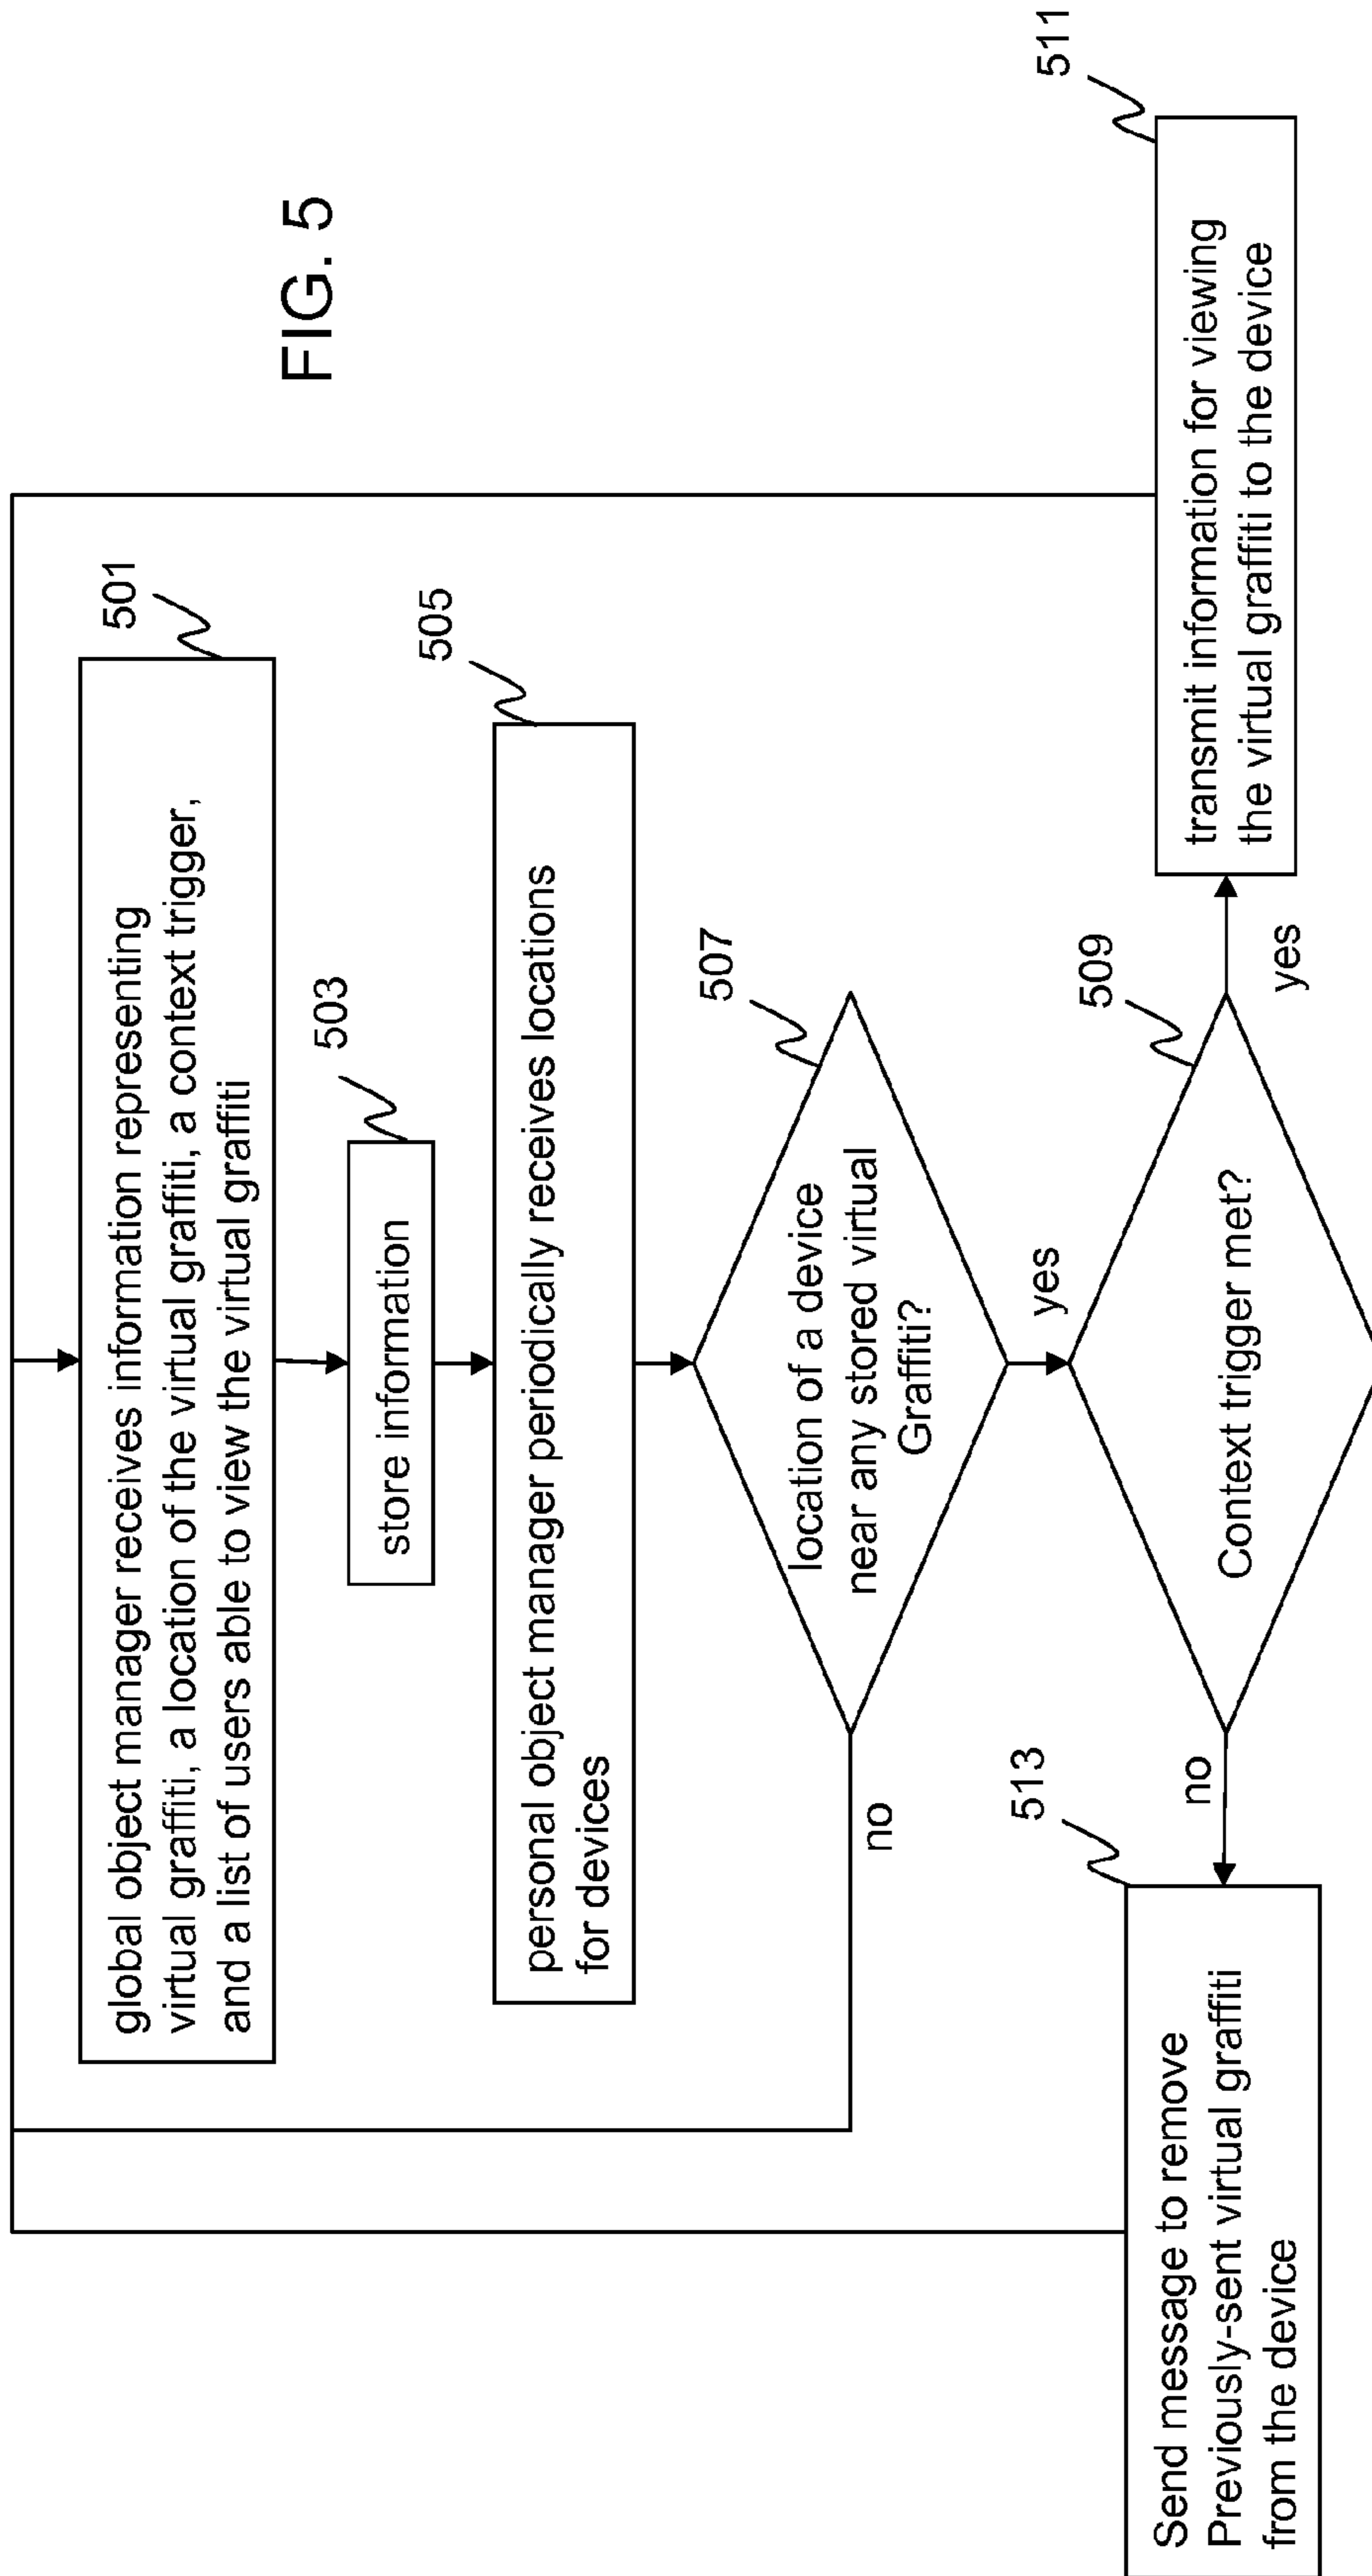 FIG. 5
501
global object manager receives information representing
virtual graffiti, a location of the virtual graffiti, a context trigger,
and a list of users able to view the virtual graffiti
503
store information
505
personal object manager periodically receives locations
for devices
507
location of a device
near any stored virtual
Graffiti?
no
yes
509
Context trigger met?
no
yes
513
Send message to remove
Previously-sent virtual graffiti
from the device
511
transmit information for viewing
the virtual graffiti to the device